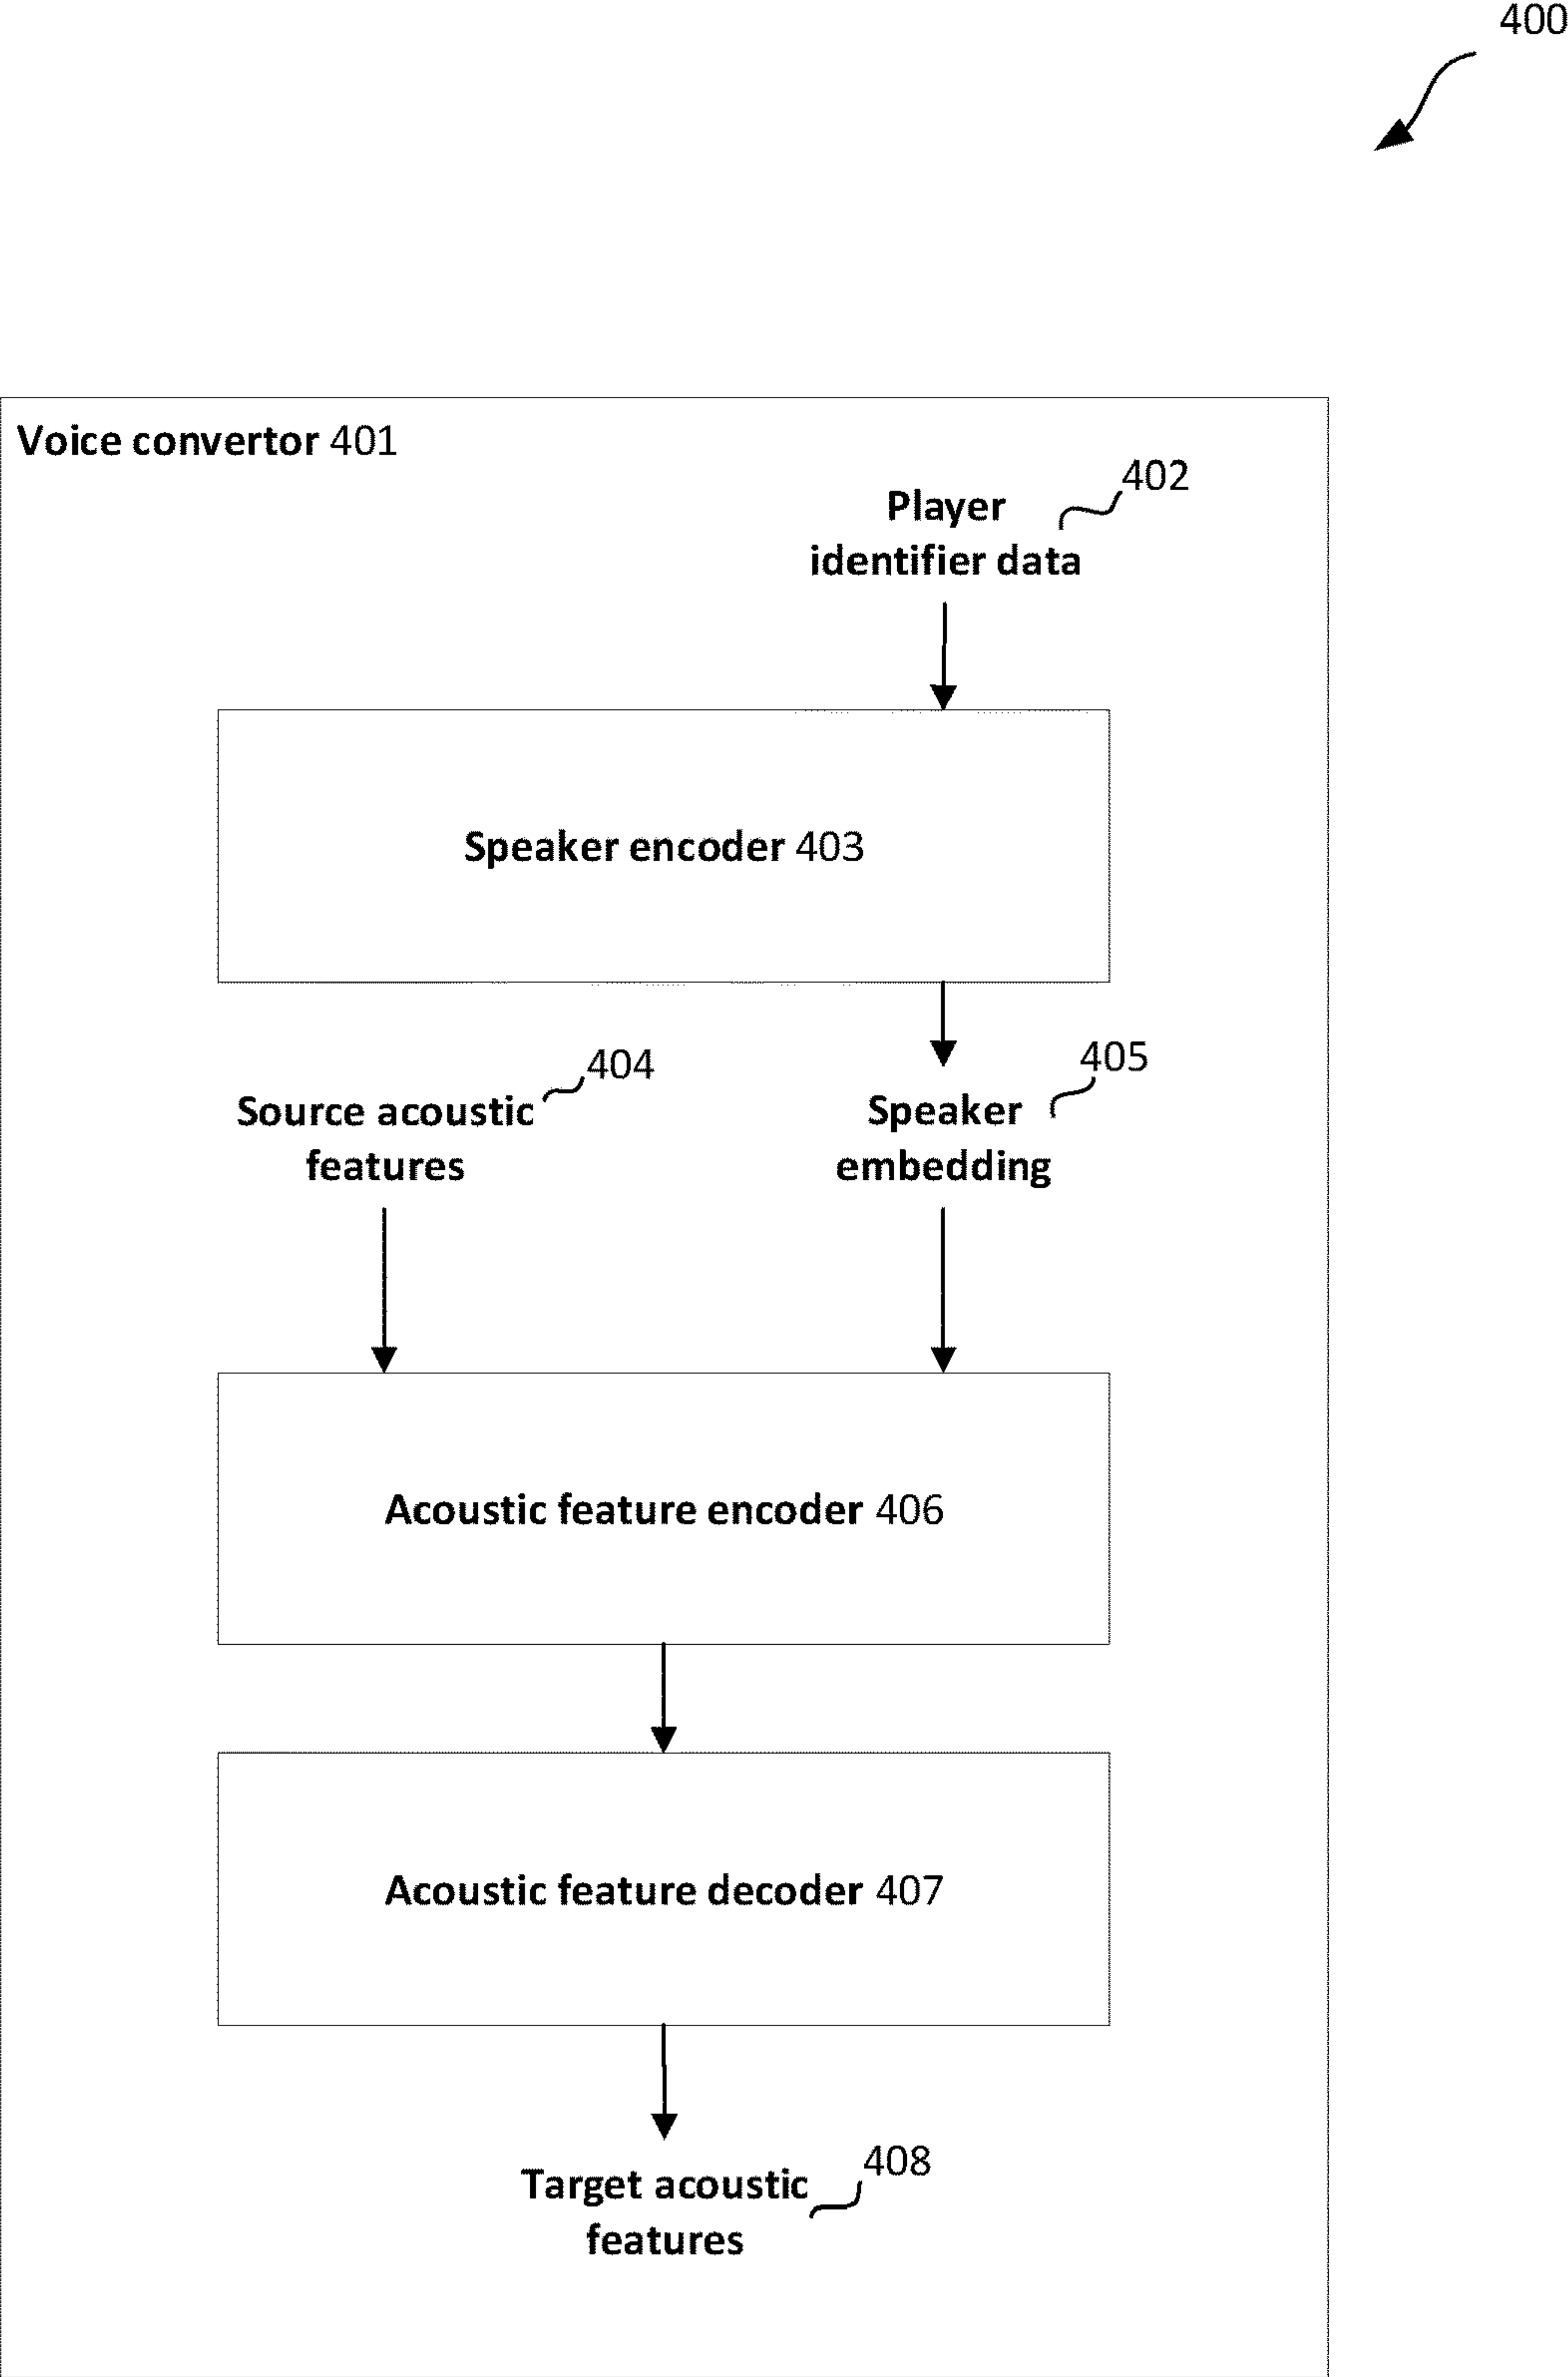 400
Voice convertor 401
402
Player
identifier data
Speaker encoder 403
404
Source acoustic
features
405
Speaker
embedding
Acoustic feature encoder 406
Acoustic feature decoder 407
408
Target acoustic
features